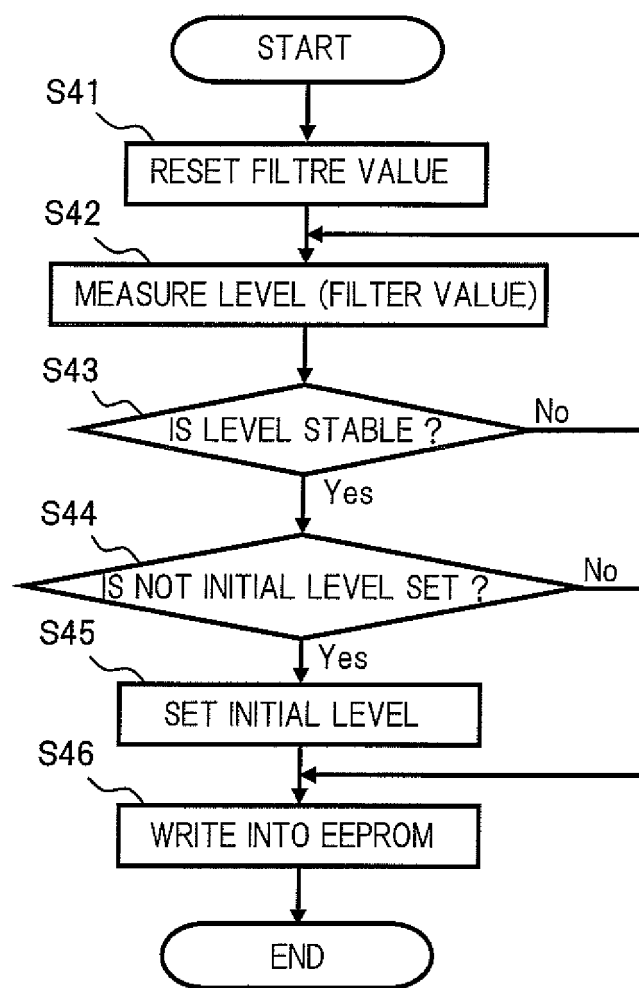 START
S41
RESET FILTRE VALUE
S42
MEASURE LEVEL (FILTER VALUE)
S43
IS LEVEL STABLE ?
No
Yes
S44
IS NOT INITIAL LEVEL SET ?
No
Yes
S45
SET INITIAL LEVEL
S46
WRITE INTO EEPROM
END